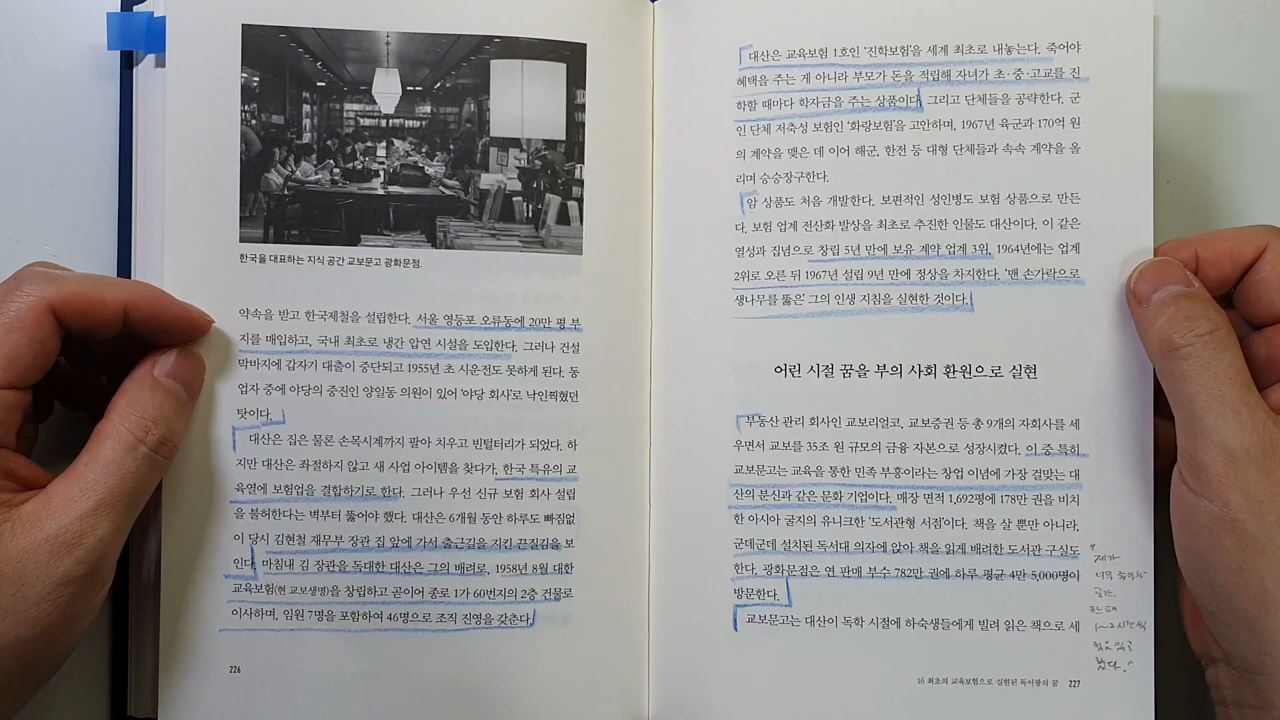 한국을 대표하는 지식 공간 교보문고 광화문점.
약속을 받고 한국제철을 설립한다. 서울 영등포 오류동에 20만 평 부
지를 매입하고, 국내 최초로 냉간 압연 시설을 도입한다. 그러나 건설
막바지에 갑자기 대출이 중단되고 1955년 초 시운전도 못하게 된다. 동
업자 중에 야당의 중진인 양일동 의원이 있어 '야당 회사'로 낙인찍혔던
탓이다.
대산은 집은 물론 손목시계까지 팔아 치우고 빈털터리가 되었다. 하
지만 대산은 좌절하지 않고 새 사업 아이템을 찾다가, 한국 특유의 교
육열에 보험업을 결합하기로 한다. 그러나 우선 신규 보험 회사 설립
을 불허한다는 벽부터 뚫어야 했다. 대산은 6개월 동안 하루도 빠짐없
이 당시 김현철 재무부 장관 집 앞에 가서 출근길을 지킨 끈질김을 보
인다. 마침내 김 장관을 독대한 대산은 그의 배려로, 1958년 8월 대한
교육보험(현 교보생명)을 창립하고 곧이어 종로 1가 60번지의 2층 건물로
이사하며, 임원 7명을 포함하여 46명으로 조직 진영을 갖춘다.
226
대산은 교육보험 1호인 '진학보험'을 세계 최초로 내놓는다. 죽어야
혜택을 주는 게 아니라 부모가 돈을 적립해 자녀가 초·중·고교를 진
학할 때마다 학자금을 주는 상품이다. 그리고 단체들을 공략한다. 군
인 단체 저축성 보험인 '화랑보험'을 고안하며, 1967년 육군과 170억 원
의 계약을 맺은 데 이어 해군, 한전 등 대형 단체들과 속속 계약을 올
리며 승승장구한다.
암 상품도 처음 개발한다. 보편적인 성인병도 보험 상품으로 만든
다. 보험 업계 전산화 발상을 최초로 추진한 인물도 대산이다. 이 같은
열성과 집념으로 창립 5년 만에 보유 계약 업계 3위, 1964년에는 업계
2위로 오른 뒤 1967년 설립 9년 만에 정상을 차지한다. '맨 손가락으로
생나무를 뚫은' 그의 인생 지침을 실현한 것이다.
어린 시절 꿈을 부의 사회 환원으로 실현
부동산 관리 회사인 교보리얼코, 교보증권 등 총 9개의 자회사를 세
우면서 교보를 35조 원 규모의 금융 자본으로 성장시켰다. 이 중 특히
교보문고는 교육을 통한 민족 부흥이라는 창업 이념에 가장 걸맞는 대
산의 분신과 같은 문화 기업이다. 매장 면적 1,692평에 178만 권을 비치
한 아시아 굴지의 유니크한 '도서관형 서점'이다. 책을 살 뿐만 아니라,
군데군데 설치된 독서대 의자에 앉아 책을 읽게 배려한 도서관 구실도
한다. 광화문점은 연 판매 부수 782만 권에 하루 평균 4만 5,000명이
방문한다.
교보문고는 대산이 독학 시절에 하숙생들에게 빌려 읽은 책으로 세
"제가
너무
공간,
1~2시간씩
책을 읽곤
했다."
16 최초의 교육보험으로 실현된 독서광의 꿈 227